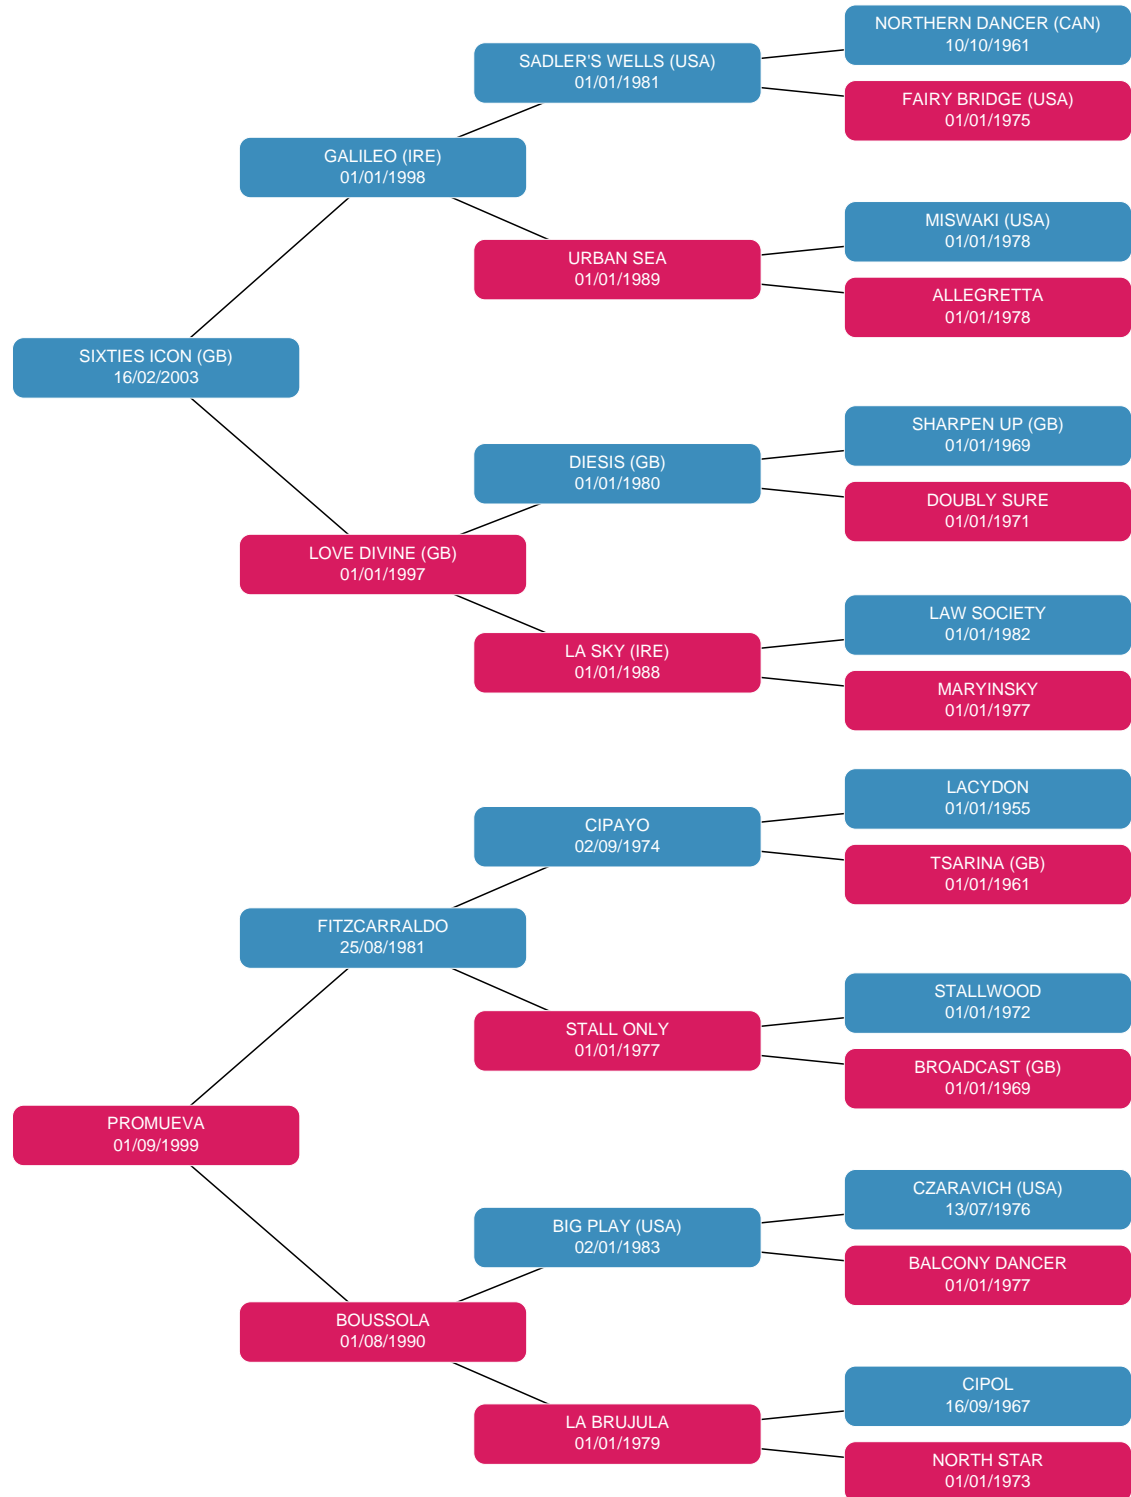 NORTHERN DANCER (CAN)
10/10/1961
SADLER'S WELLS (USA)
01/01/1981
FAIRY BRIDGE (USA)
01/01/1975
GALILEO (IRE)
01/01/1998
MISWAKI (USA)
01/01/1978
URBAN SEA
01/01/1989
ALLEGRETTA
01/01/1978
SIXTIES ICON (GB)
16/02/2003
SHARPEN UP (GB)
01/01/1969
DIESIS (GB)
01/01/1980
DOUBLY SURE
01/01/1971
LOVE DIVINE (GB)
01/01/1997
LAW SOCIETY
01/01/1982
LA SKY (IRE)
01/01/1988
MARYINSKY
01/01/1977
LACYDON
01/01/1955
CIPAYO
02/09/1974
TSARINA (GB)
01/01/1961
FITZCARRALDO
25/08/1981
STALLWOOD
01/01/1972
STALL ONLY
01/01/1977
BROADCAST (GB)
01/01/1969
PROMUEVA
01/09/1999
CZARAVICH (USA)
13/07/1976
BIG PLAY (USA)
02/01/1983
BALCONY DANCER
01/01/1977
BOUSSOLA
01/08/1990
CIPOL
16/09/1967
LA BRUJULA
01/01/1979
NORTH STAR
01/01/1973